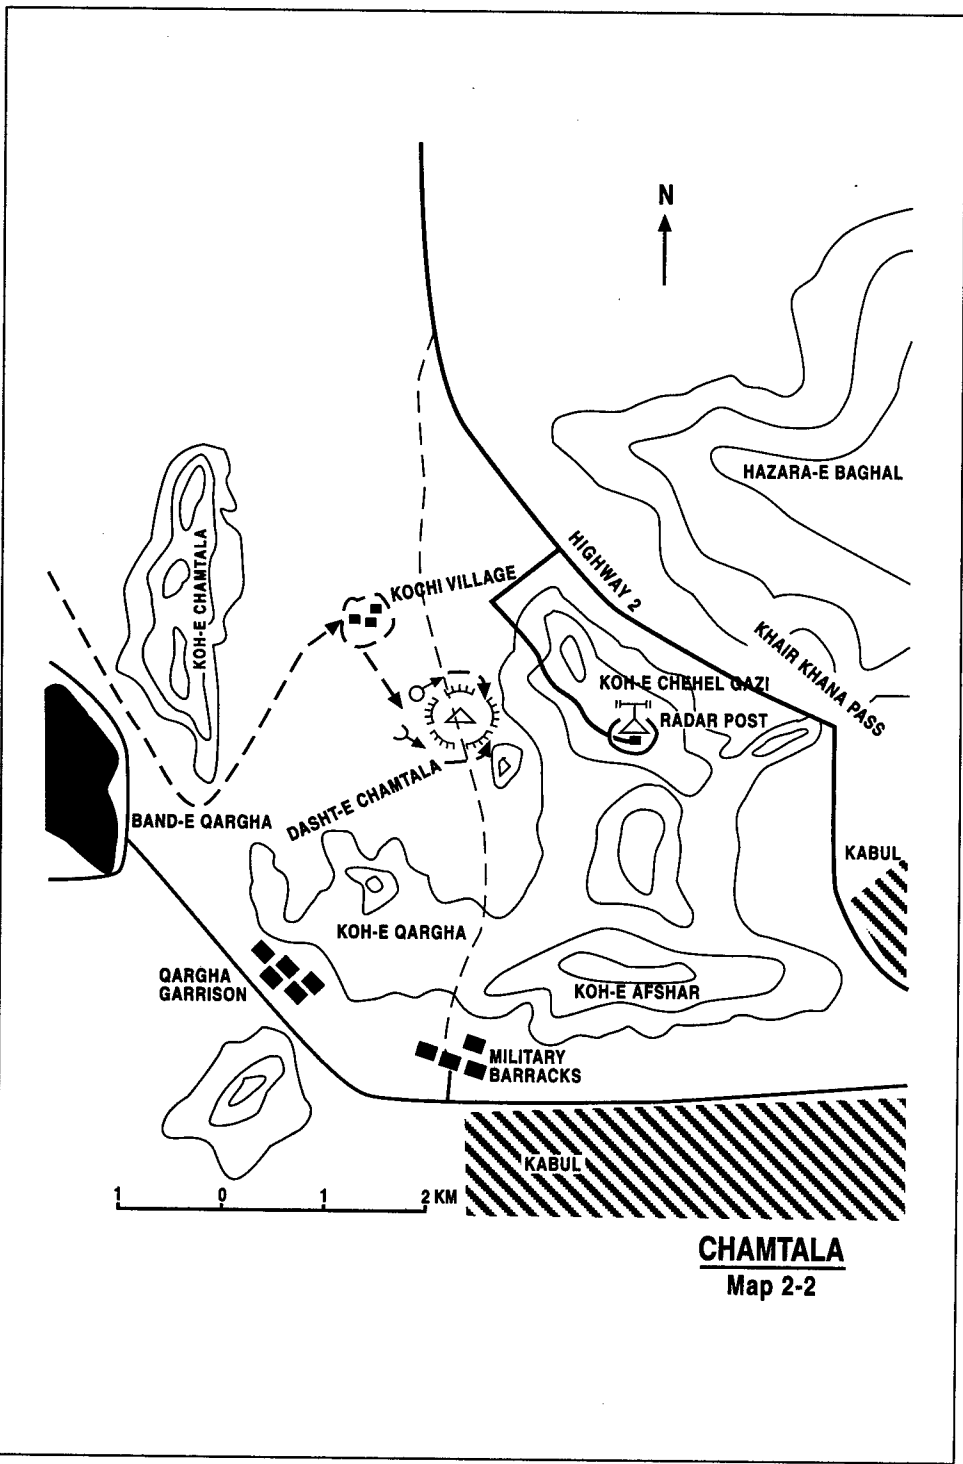 N
HAZARA-E BAGHAL
HIGHWAY 2
KOH-E CHAMTALA
KOCHI VILLAGE
KHAIR KHANA PASS
KOH-E CHEHEL GAZI
RADAR POST
DASHT-E CHAMTALA
BAND-E QARGHA
KABUL
KOH-E QARGHA
QARGHA
GARRISON
KOH-E AFSHAR
MILITARY
BARRACKS
KABUL
1 0 1 2 KM
CHAMTALA
Map 2-2